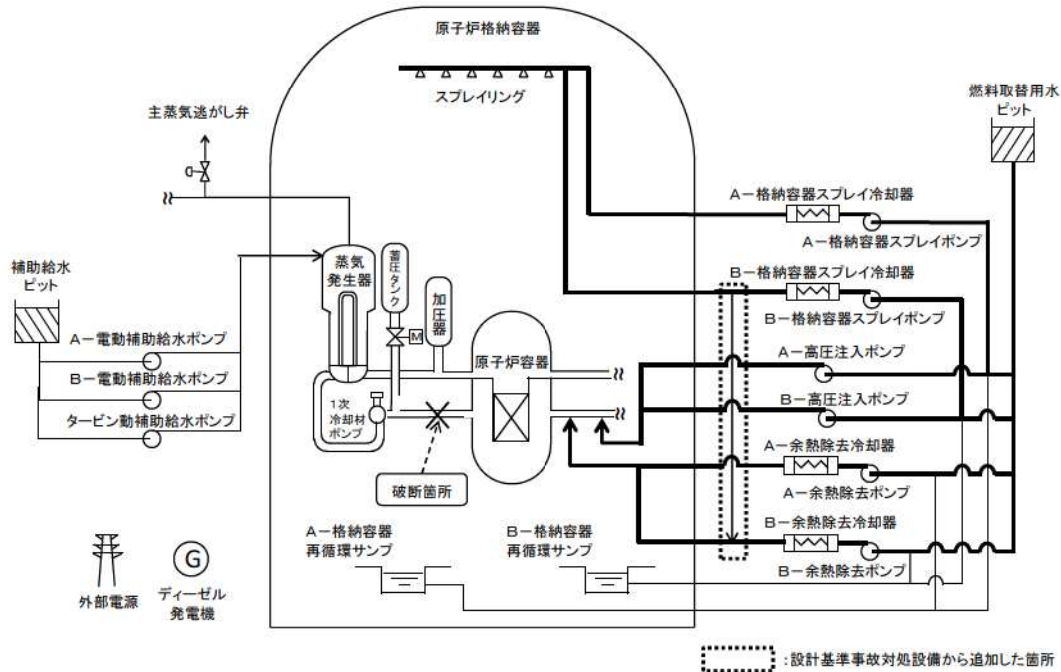 原子炉格納容器
スプレイリング
燃料取替用水
ピット
主蒸気逃がし弁
A－格納容器スプレイ冷却器
A－格納容器スプレイポンプ
B－格納容器スプレイ冷却器
B－格納容器スプレイポンプ
補助給水
ピット
蒸気
発生器
蓄圧タンク
加圧器
M
原子炉容器
A－高圧注入ポンプ
B－高圧注入ポンプ
A－電動補助給水ポンプ
B－電動補助給水ポンプ
タービン動補助給水ポンプ
1次
冷却材
ポンプ
破断箇所
A－余熱除去冷却器
A－余熱除去ポンプ
B－余熱除去冷却器
B－余熱除去ポンプ
A－格納容器
再循環サンプ
B－格納容器
再循環サンプ
外部電源
G
ディーゼル
発電機
：設計基準事故対処設備から追加した箇所